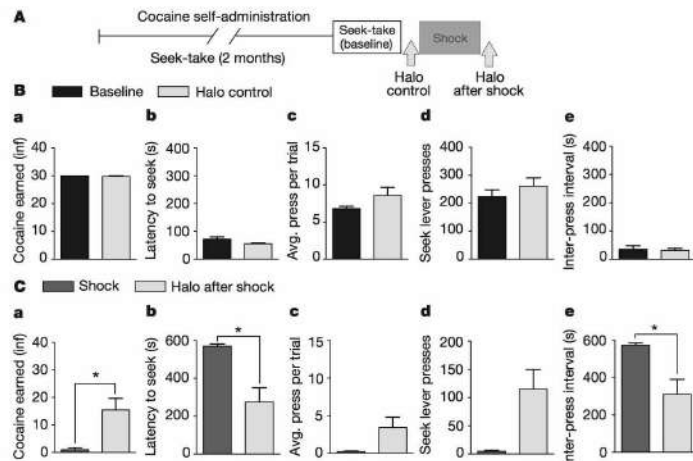 A
Cocaine self-administration
Seek-take (2 months)
Seek-take
(baseline)
Shock
Halo
control
Halo
after shock
B
Baseline
Halo control
a
Cocaine earned (inf)
40
30
20
10
0
b
Latency to seek (s)
400
300
200
100
0
c
Avg. press per trial
15
10
5
0
d
Seek lever presses
400
300
200
100
0
e
Inter-press interval (s)
400
300
200
100
0
C
Shock
Halo after shock
a
Cocaine earned (inf)
40
30
20
10
0
*
b
Latency to seek (s)
600
400
200
0
*
c
Avg. press per trial
15
10
5
0
d
Seek lever presses
200
150
100
50
0
e
Inter-press interval (s)
600
400
600
0
*